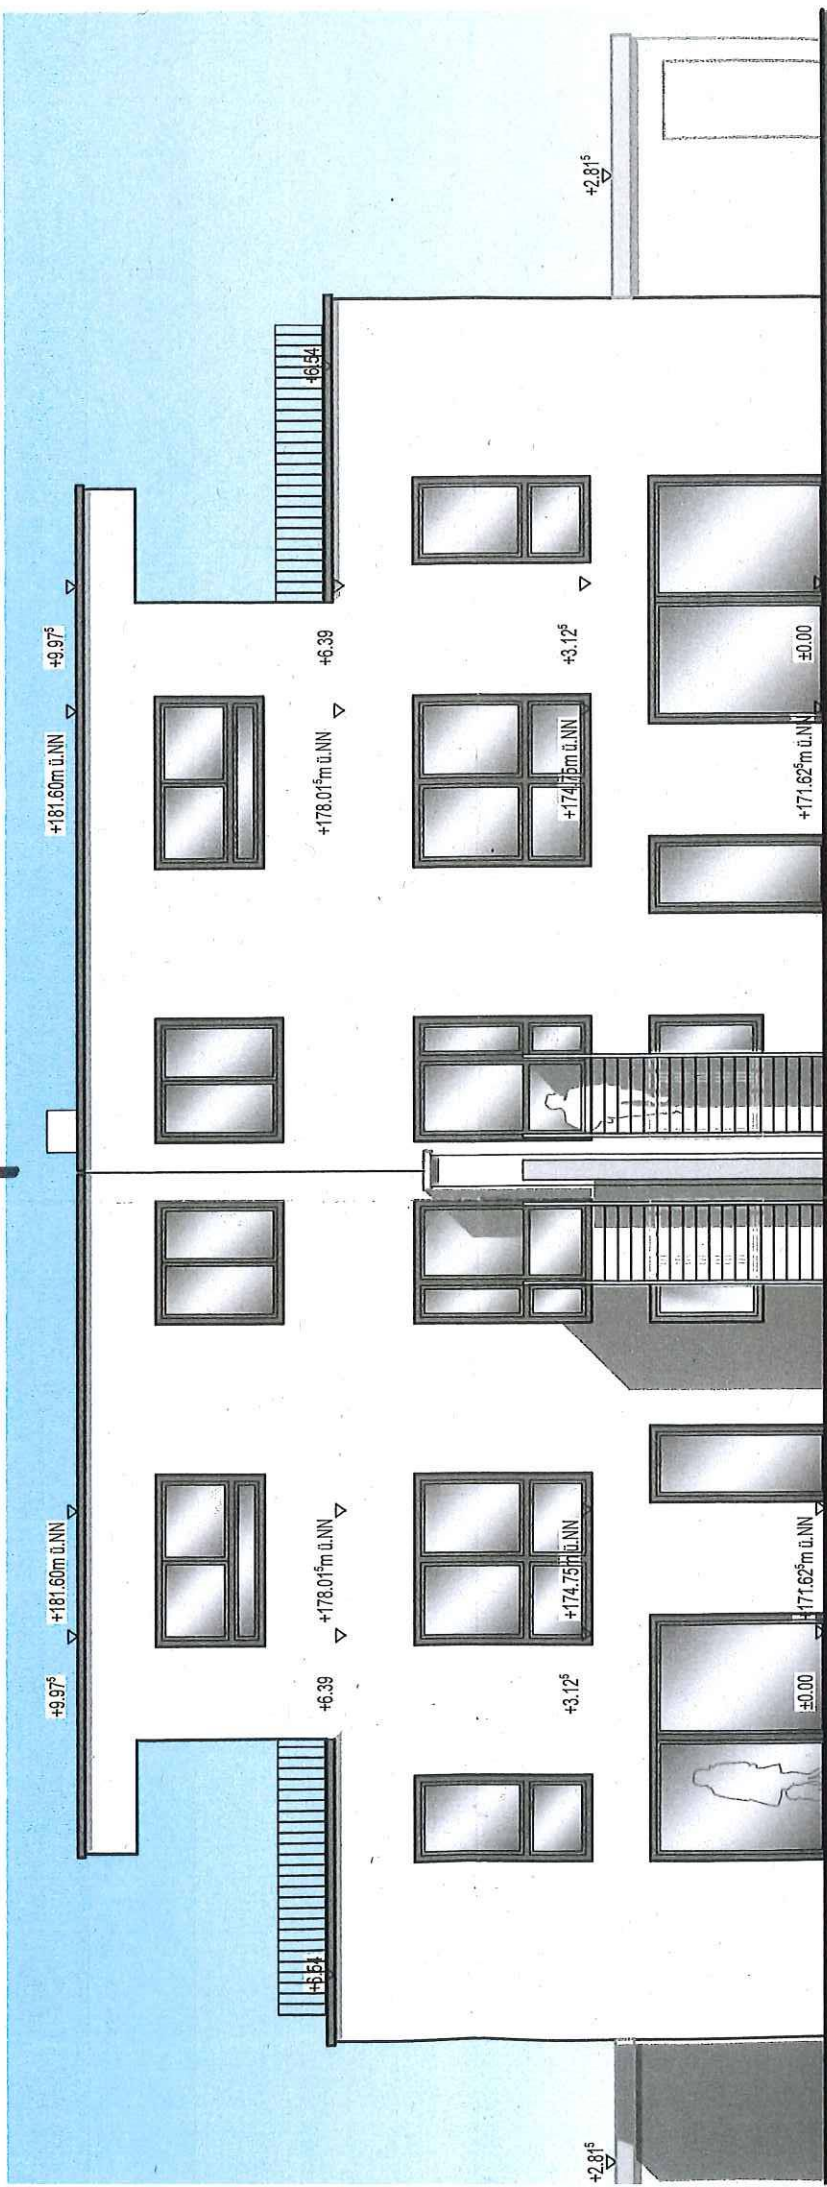 +9.97⁵
+181.60m ü.NN
+181.60m ü.NN
+9.97⁵
+6.54
+6.54
+6.39
+178.01⁵m ü.NN
+178.01⁵m ü.NN
+6.39
+3.12⁵
+174.75m ü.NN
+174.75m ü.NN
+3.12⁵
+2.81⁵
+2.81⁵
±0.00
+171.62⁵m ü.NN
+171.62⁵m ü.NN
±0.00